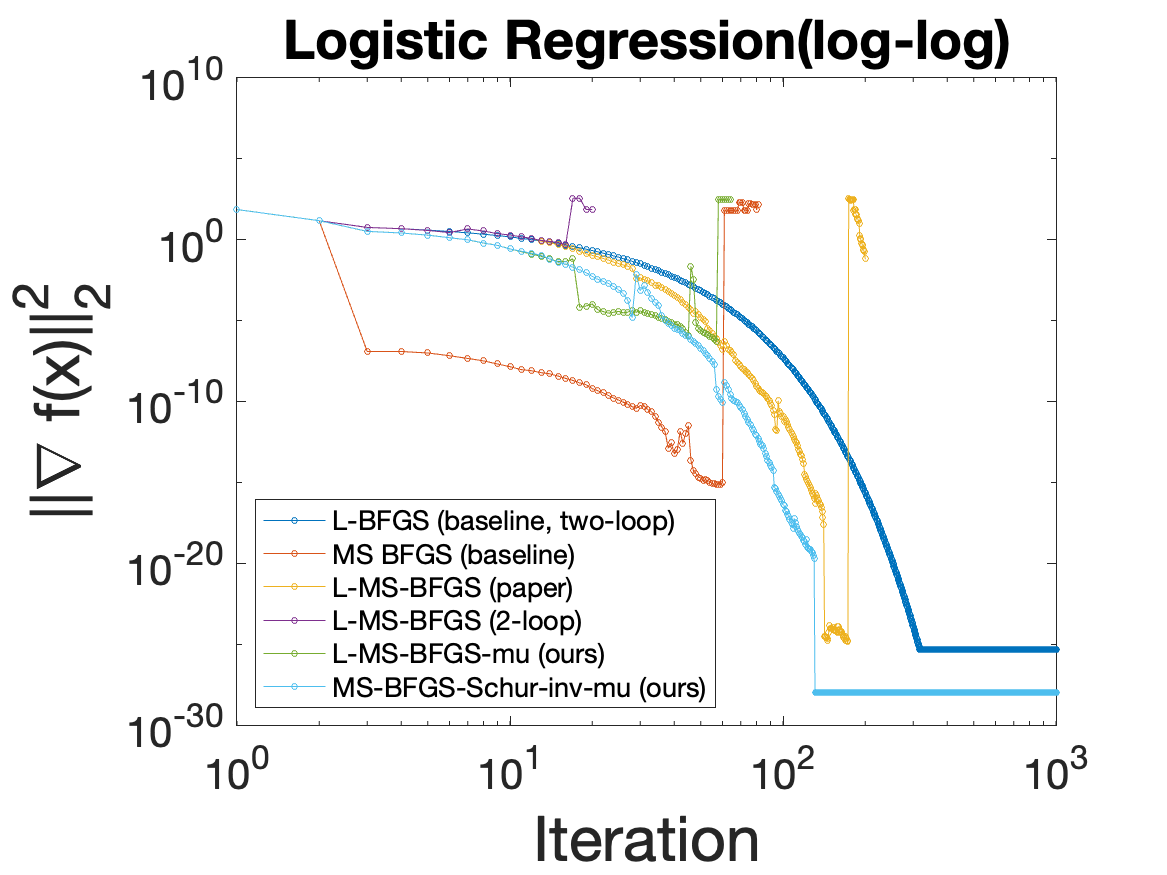 Logistic Regression(log-log)
||∇ f(x)||₂²
10^10
10^0
10^-10
10^-20
10^-30
L-BFGS (baseline, two-loop)
MS BFGS (baseline)
L-MS-BFGS (paper)
L-MS-BFGS (2-loop)
L-MS-BFGS-mu (ours)
MS-BFGS-Schur-inv-mu (ours)
10^0 10^1 10^2 10^3
Iteration